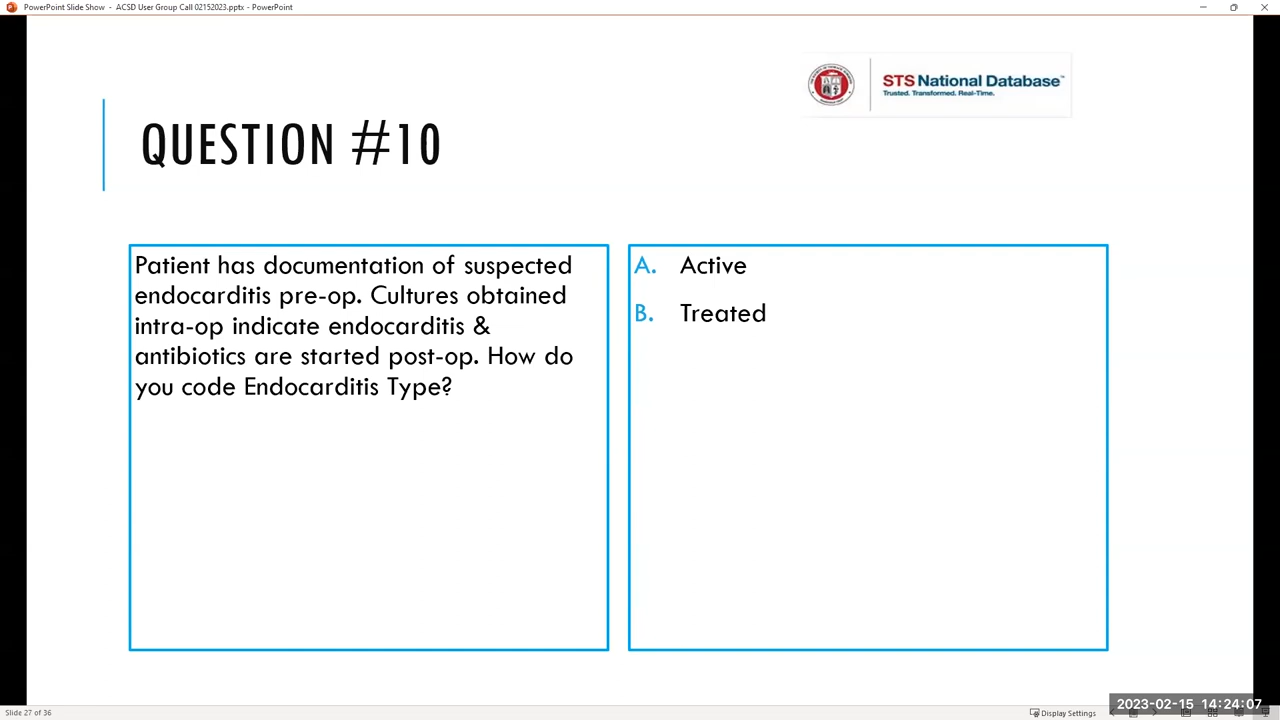 PowerPoint Slide Show - ACSD User Group Call 02152023.pptx - PowerPoint
STS National Database™
Trusted. Transformed. Real-Time.
QUESTION #10
Patient has documentation of suspected
endocarditis pre-op. Cultures obtained
intra-op indicate endocarditis &
antibiotics are started post-op. How do
you code Endocarditis Type?
A. Active
B. Treated
2023-02-15 14:24:07
Slide 27 of 36
Display Settings